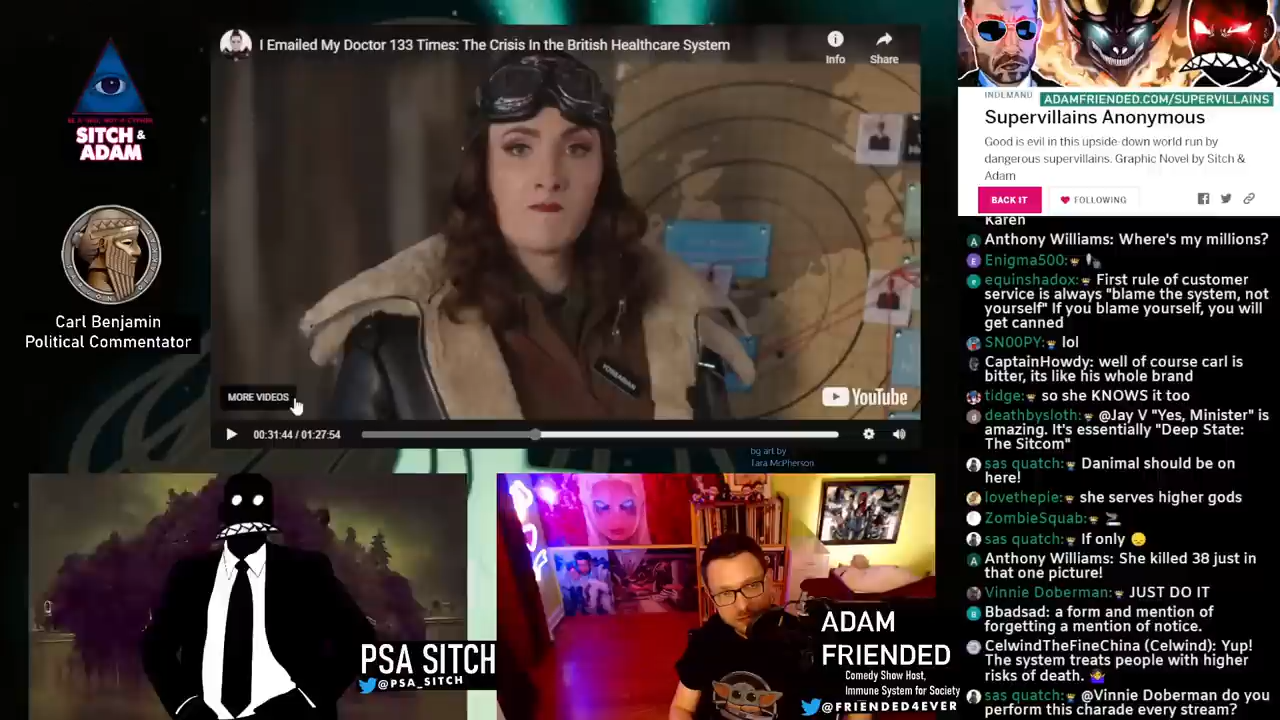 I Emailed My Doctor 133 Times: The Crisis In the British Healthcare System
Info
Share
MORE VIDEOS
YouTube
00:31:44 / 01:27:54
SITCH &
ADAM
Carl Benjamin
Political Commentator
bg art by
Tara McPherson
PSA SITCH
@PSA_SITCH
ADAM
FRIENDED
Comedy Show Host,
Immune System for Society
@FRIENDED4EVER
INDEMAND
ADAMFRIENDED.COM/SUPERVILLAINS
Supervillains Anonymous
Good is evil in this upside-down world run by
dangerous supervillains. Graphic Novel by Sitch &
Adam
BACK IT
FOLLOWING
Karen
Anthony Williams: Where's my millions?
Enigma500:
equinshadox: First rule of customer
service is always "blame the system, not
yourself" If you blame yourself, you will
get canned
SN00PY: lol
CaptainHowdy: well of course carl is
bitter, its like his whole brand
tidge: so she KNOWS it too
deathbysloth: @Jay V "Yes, Minister" is
amazing. It's essentially "Deep State:
The Sitcom"
sas quatch: Danimal should be on
here!
lovethepie: she serves higher gods
ZombieSquab:
sas quatch: If only 😔
Anthony Williams: She killed 38 just in
that one picture!
Vinnie Doberman: JUST DO IT
Bbadsad: a form and mention of
forgetting a mention of notice.
CelwindTheFineChina (Celwind): Yup!
The system treats people with higher
risks of death.
sas quatch: @Vinnie Doberman do you
perform this charade every stream?